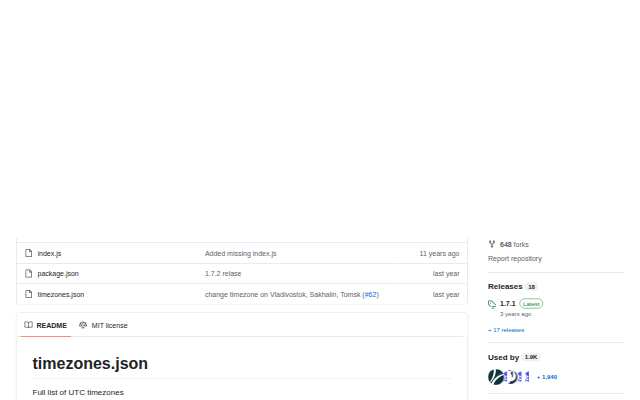 index.js Added missing index.js 11 years ago
package.json 1.7.2 relase last year
timezones.json change timezone on Vladivostok, Sakhalin, Tomsk (#62) last year
README MIT license
timezones.json
Full list of UTC timezones
648 forks
Report repository
Releases 18
1.7.1 Latest
3 years ago
+ 17 releases
Used by 1.9K
+ 1,940